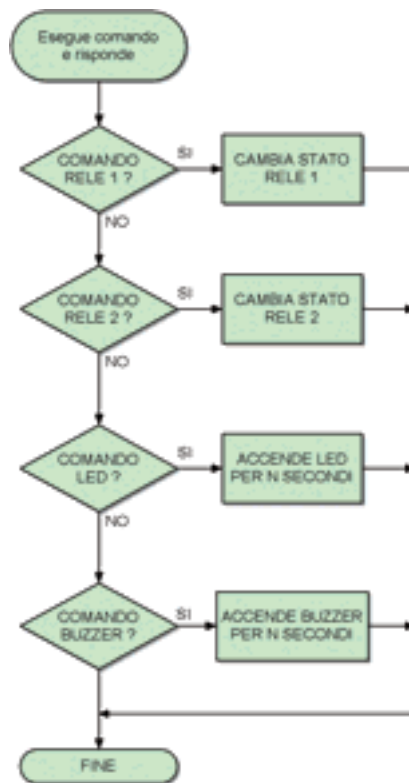 Esegue comando
e risponde
COMANDO
RELE 1 ?
SI
CAMBIA STATO
RELE 1
NO
COMANDO
RELE 2 ?
SI
CAMBIA STATO
RELE 2
NO
COMANDO
LED ?
SI
ACCENDE LED
PER N SECONDI
NO
COMANDO
BUZZER ?
SI
ACCENDE BUZZER
PER N SECONDI
FINE